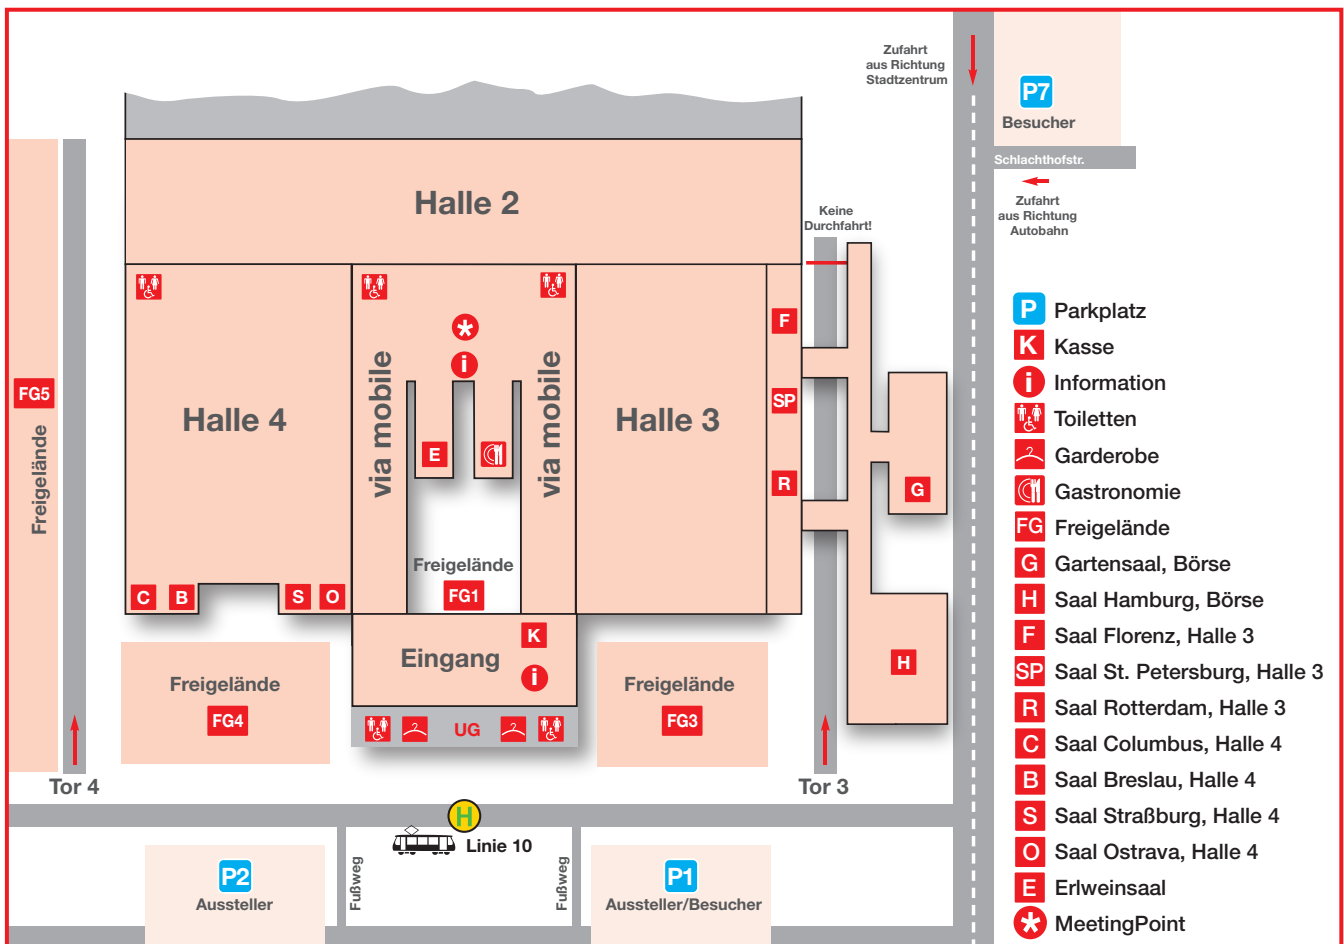 Zufahrt
aus Richtung
Stadtzentrum
P7
Besucher
Schlachthofstr.
Zufahrt
aus Richtung
Autobahn
Halle 2
Keine
Durchfahrt!
FG5
Freigelände
Halle 4
via mobile
i
E
via mobile
Halle 3
F
SP
R
G
H
Freigelände
FG1
C
B
S
O
K
Eingang
i
Freigelände
FG4
UG
Freigelände
FG3
Tor 4
Tor 3
H
Linie 10
P2
Aussteller
Fußweg
Fußweg
P1
Aussteller/Besucher
P Parkplatz
K Kasse
i Information
Toiletten
Garderobe
Gastronomie
FG Freigelände
G Gartensaal, Börse
H Saal Hamburg, Börse
F Saal Florenz, Halle 3
SP Saal St. Petersburg, Halle 3
R Saal Rotterdam, Halle 3
C Saal Columbus, Halle 4
B Saal Breslau, Halle 4
S Saal Straßburg, Halle 4
O Saal Ostrava, Halle 4
E Erlweinsaal
MeetingPoint